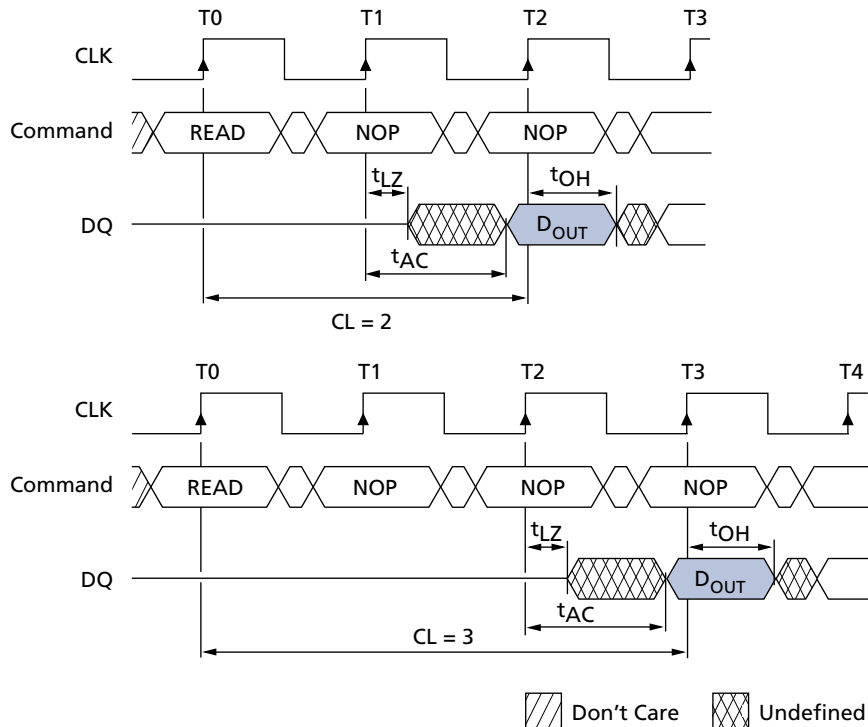 T0 T1 T2 T3
CLK
Command READ NOP NOP
tLZ tOH
DQ DOUT
tAC
CL = 2
T0 T1 T2 T3 T4
CLK
Command READ NOP NOP NOP
tLZ tOH
DQ DOUT
tAC
CL = 3
Don't Care Undefined